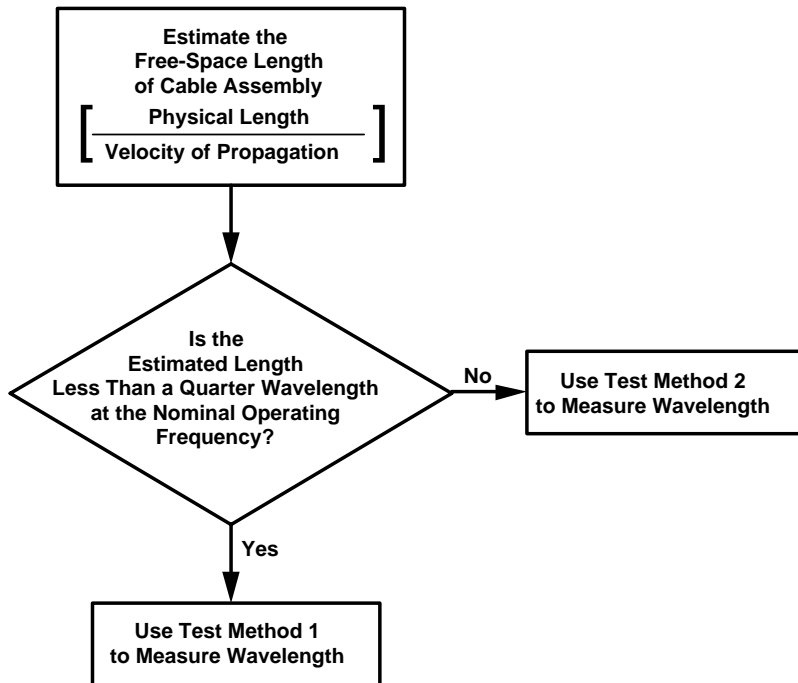 Estimate the
Free-Space Length
of Cable Assembly
[ Physical Length ]
Velocity of Propagation
Is the
Estimated Length
Less Than a Quarter Wavelength
at the Nominal Operating
Frequency?
No
Use Test Method 2
to Measure Wavelength
Yes
Use Test Method 1
to Measure Wavelength